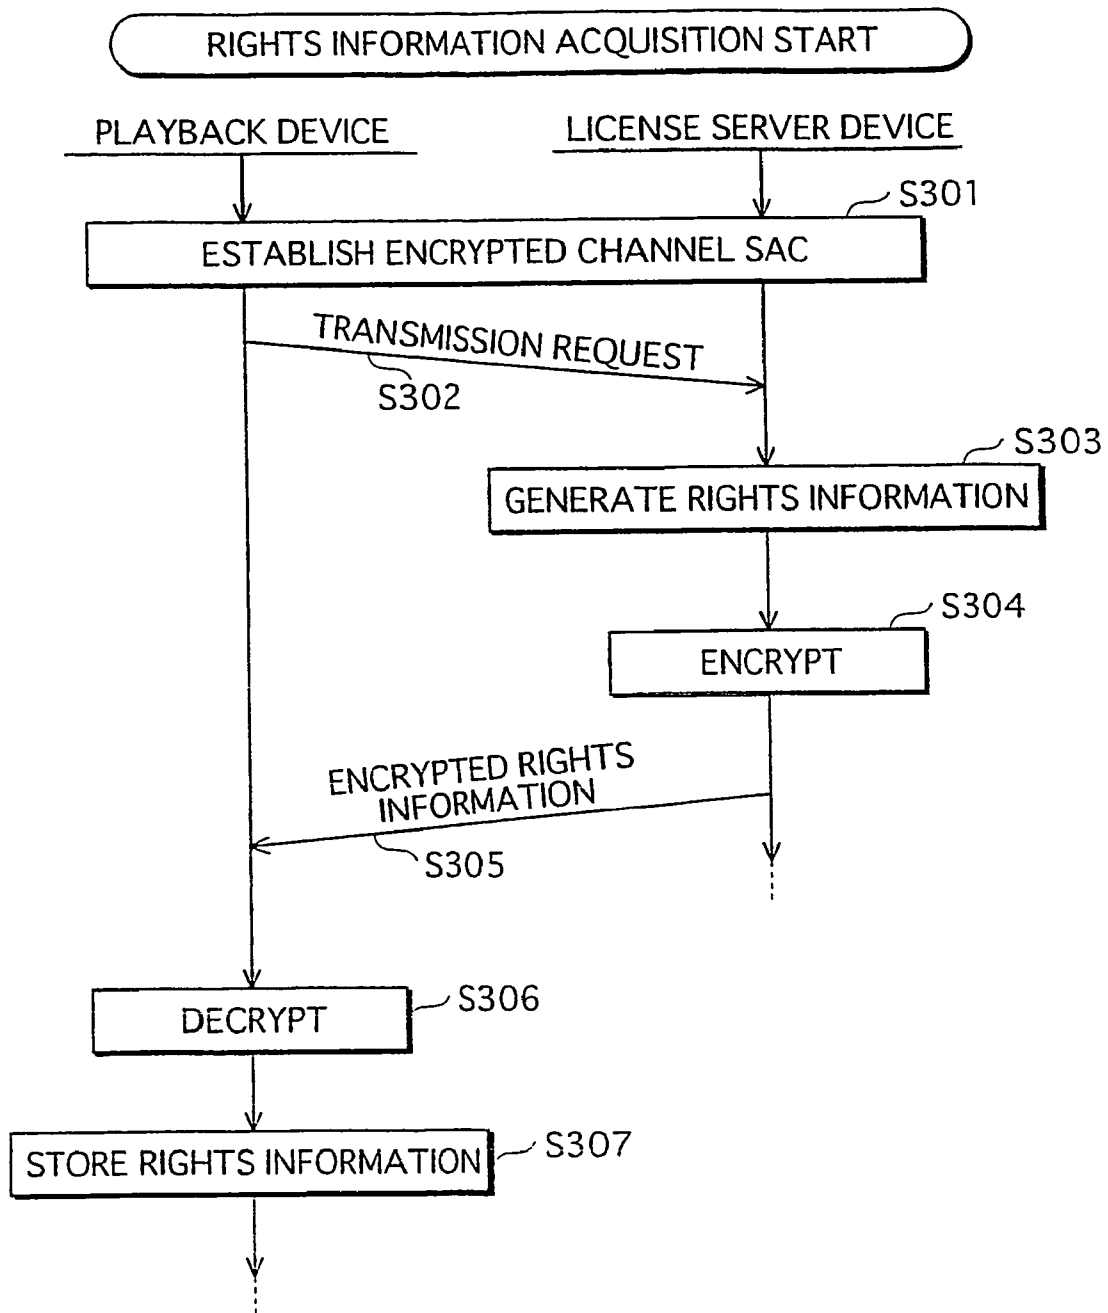 RIGHTS INFORMATION ACQUISITION START
PLAYBACK DEVICE
LICENSE SERVER DEVICE
S301
ESTABLISH ENCRYPTED CHANNEL SAC
TRANSMISSION REQUEST
S302
S303
GENERATE RIGHTS INFORMATION
S304
ENCRYPT
ENCRYPTED RIGHTS
INFORMATION
S305
DECRYPT
S306
STORE RIGHTS INFORMATION
S307